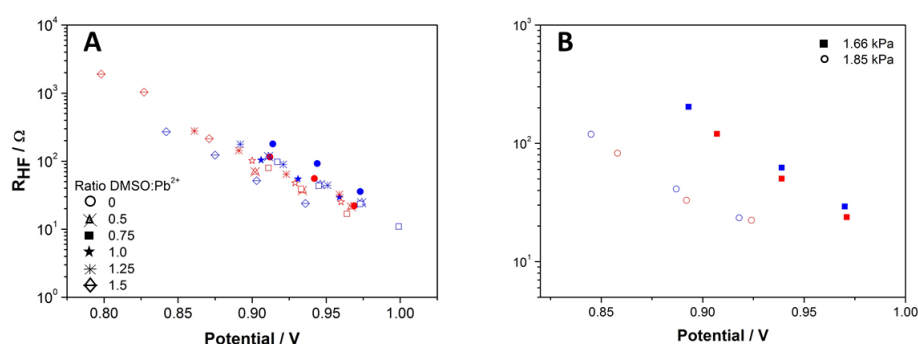 A
R_HF / Ω
10⁴
10³
10²
10¹
10⁰
Ratio DMSO:Pb²⁺
0
0.5
0.75
1.0
1.25
1.5
0.80
0.85
0.90
0.95
1.00
Potential / V
B
1.66 kPa
1.85 kPa
10³
10²
10¹
0.85
0.90
0.95
1.00
Potential / V